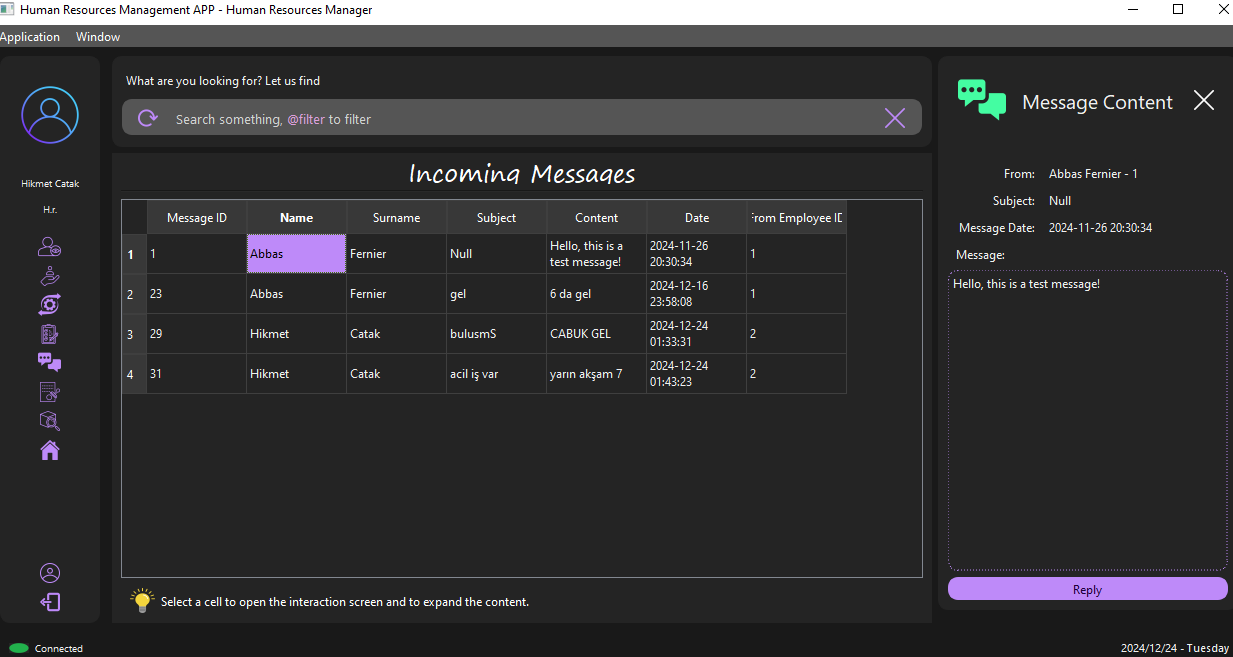 Human Resources Management APP - Human Resources Manager
Application Window
Hikmet Catak
H.r.
What are you looking for? Let us find
Search something, @filter to filter
Incoming Messages
Message ID Name Surname Subject Content Date From Employee ID
1 1 Abbas Fernier Null Hello, this is a test message! 2024-11-26 20:30:34 1
2 23 Abbas Fernier gel 6 da gel 2024-12-16 23:58:08 1
3 29 Hikmet Catak bulusmS CABUK GEL 2024-12-24 01:33:31 2
4 31 Hikmet Catak acil iş var yarın akşam 7 2024-12-24 01:43:23 2
Select a cell to open the interaction screen and to expand the content.
Message Content
From: Abbas Fernier - 1
Subject: Null
Message Date: 2024-11-26 20:30:34
Message:
Hello, this is a test message!
Reply
Connected
2024/12/24 - Tuesday